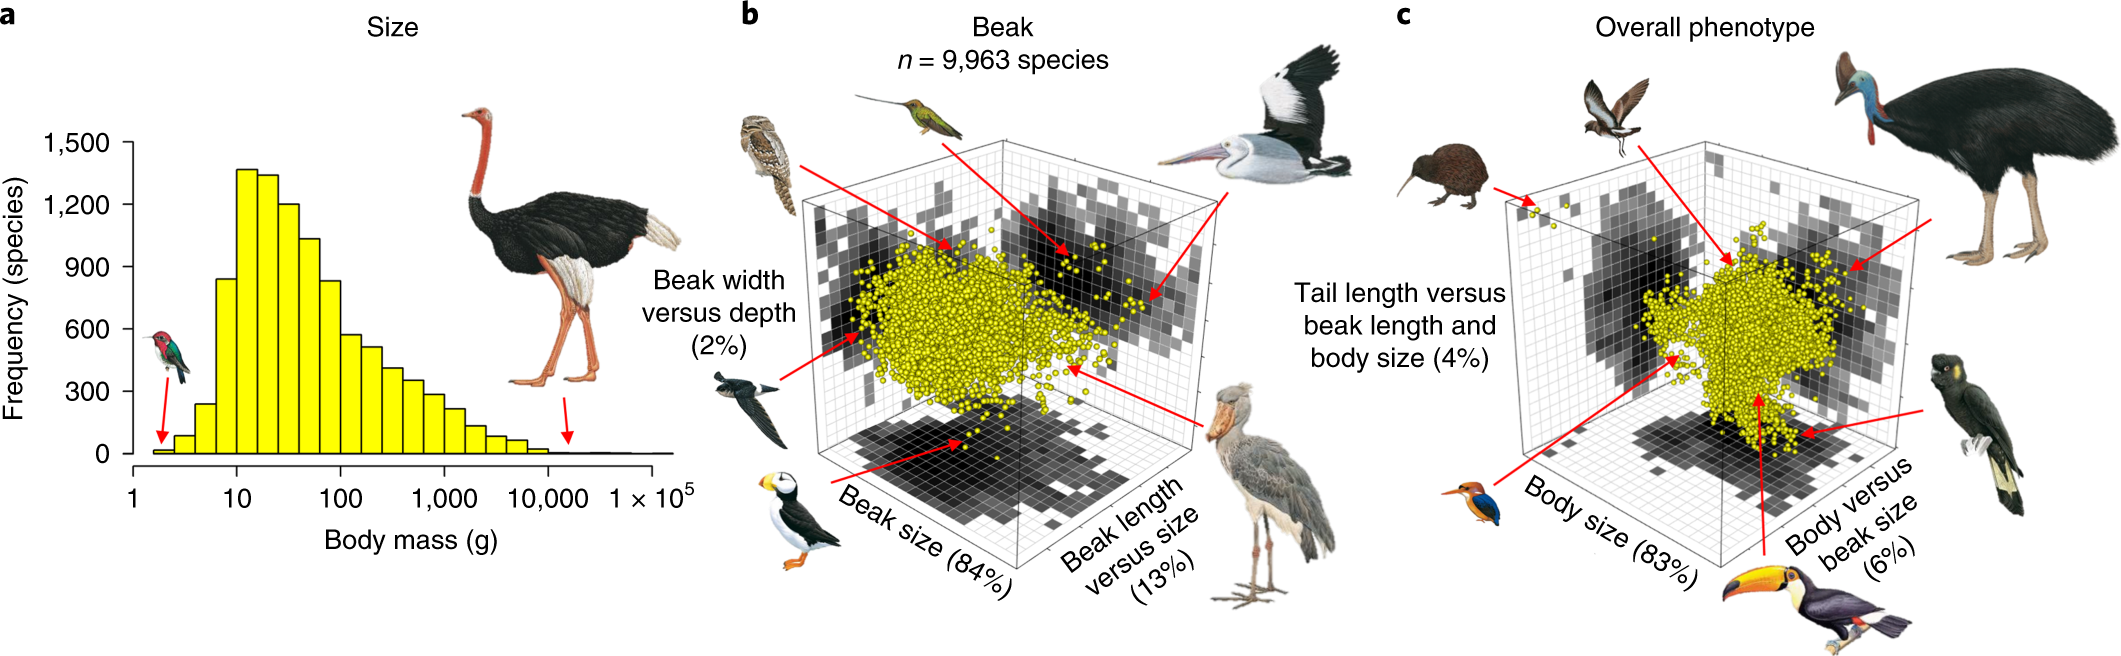 a
Size
Frequency (species)
1,500
1,200
900
600
300
0
1
10
100
1,000
10,000
1 × 10⁵
Body mass (g)
b
Beak
n = 9,963 species
Beak width
versus depth
(2%)
Beak size (84%)
Beak length
versus size
(13%)
c
Overall phenotype
Tail length versus
beak length and
body size (4%)
Body size (83%)
Body versus
beak size
(6%)